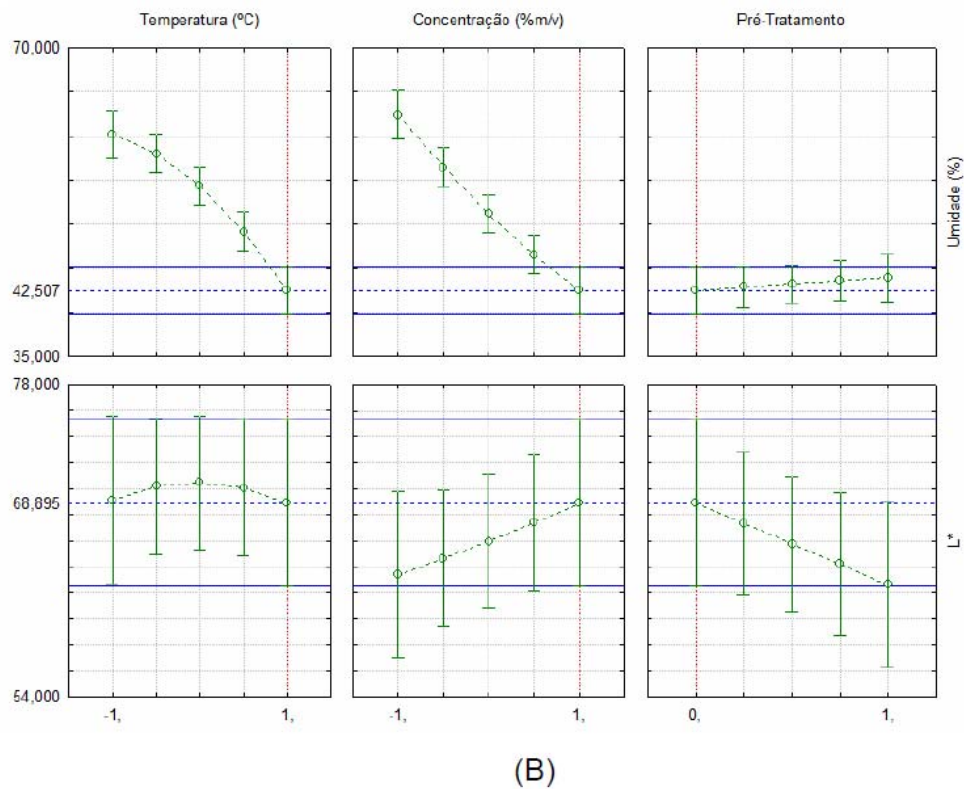 Temperatura (ºC)
Concentração (%m/v)
Pré-Tratamento
70,000
42,507
35,000
Umidade (%)
78,000
68,895
54,000
L*
-1,
1,
-1,
1,
0,
1,
(B)